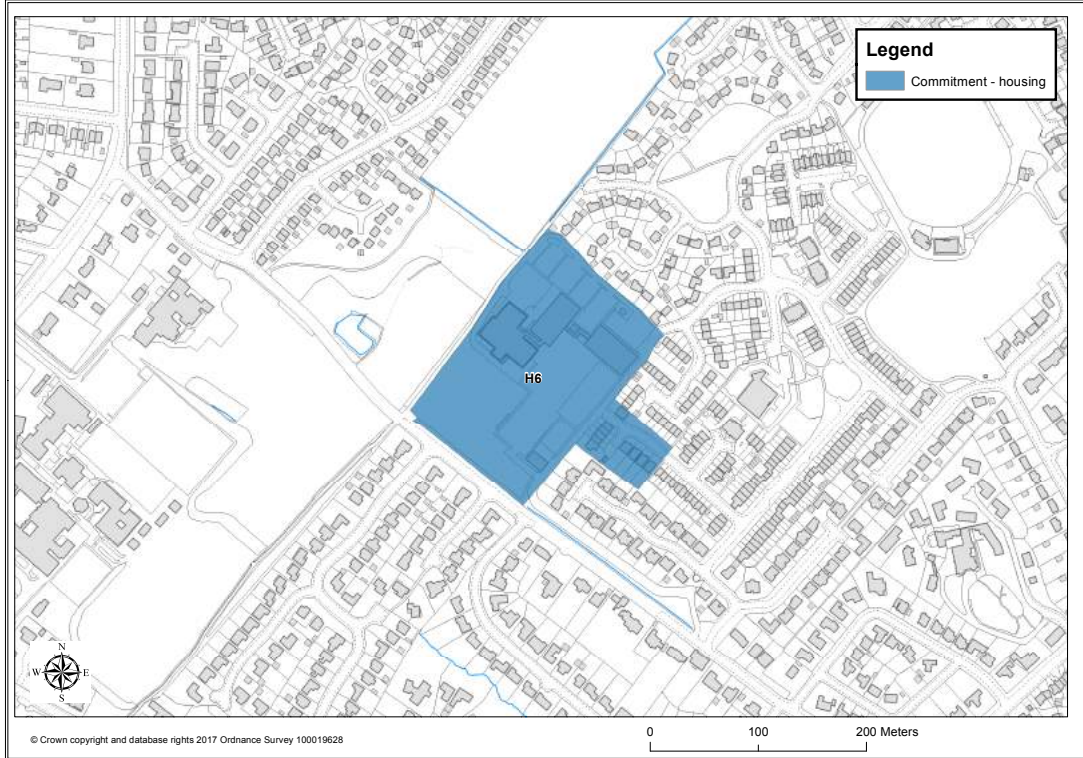 Legend
Commitment - housing
H6
N
W E
S
© Crown copyright and database rights 2017 Ordnance Survey 100019628
0 100 200 Meters